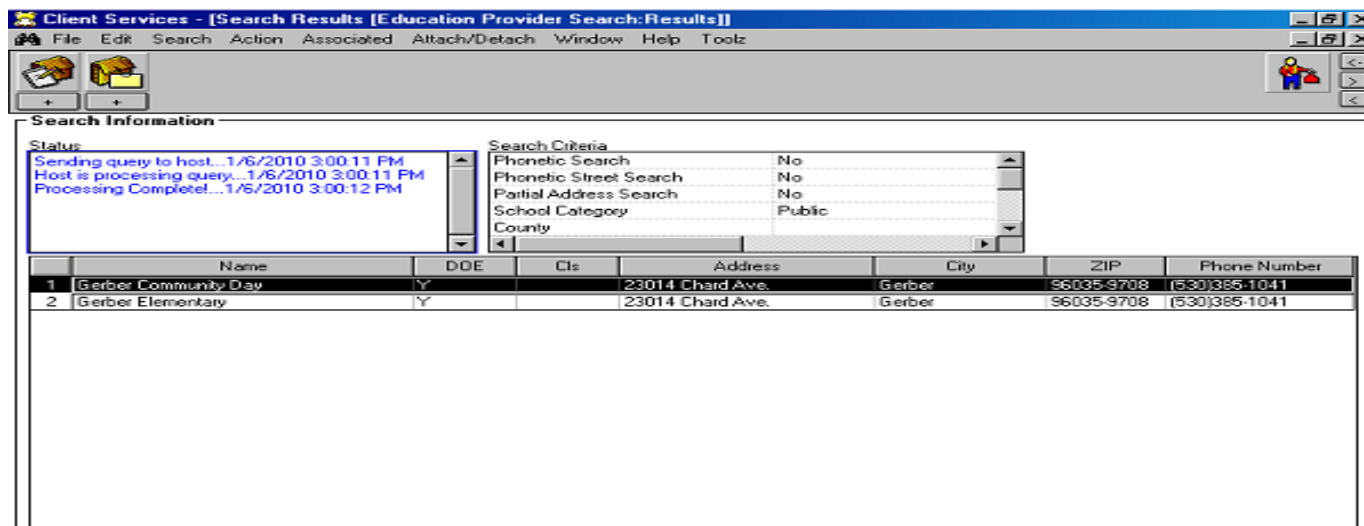 Client Services - [Search Results [Education Provider Search:Results]]
File Edit Search Action Associated Attach/Detach Window Help Toolz
+ +
Search Information
Status
Sending query to host...1/6/2010 3:00:11 PM
Host is processing query...1/6/2010 3:00:11 PM
Processing Complete!...1/6/2010 3:00:12 PM
Search Criteria
Phonetic Search No
Phonetic Street Search No
Partial Address Search No
School Category Public
County
Name DOE Cls Address City ZIP Phone Number
1 Gerber Community Day Y 23014 Chard Ave. Gerber 96035-9708 (530)385-1041
2 Gerber Elementary Y 23014 Chard Ave. Gerber 96035-9708 (530)385-1041